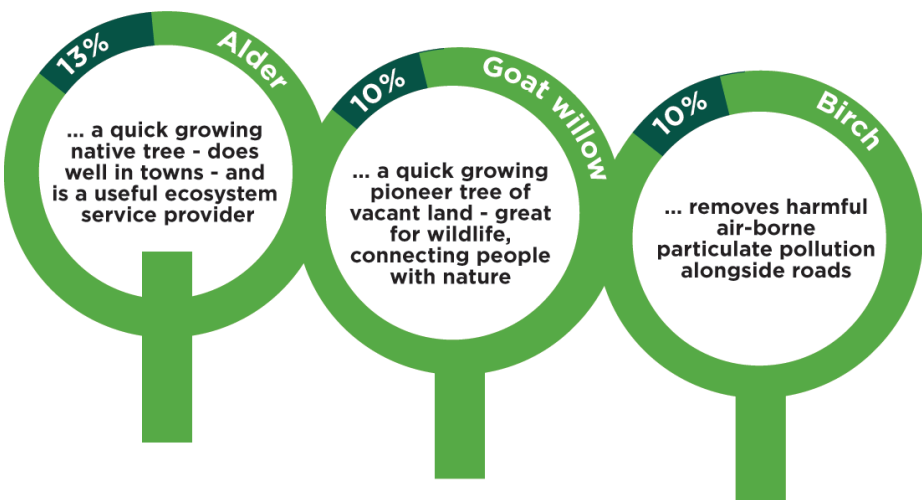 13%
Alder
... a quick growing
native tree - does
well in towns - and
is a useful ecosystem
service provider
10%
Goat willow
... a quick growing
pioneer tree of
vacant land - great
for wildlife,
connecting people
with nature
10%
Birch
... removes harmful
air-borne
particulate pollution
alongside roads